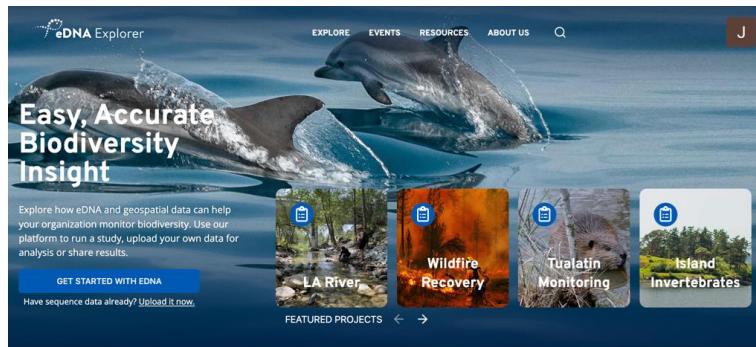 eDNA Explorer
EXPLORE EVENTS RESOURCES ABOUT US
J
Easy, Accurate
Biodiversity
Insight
Explore how eDNA and geospatial data can help
your organization monitor biodiversity. Use our
platform to run a study, upload your own data for
analysis or share results.
GET STARTED WITH EDNA
Have sequence data already? Upload it now.
LA River
Wildfire
Recovery
Tualatin
Monitoring
Island
Invertebrates
FEATURED PROJECTS ← →